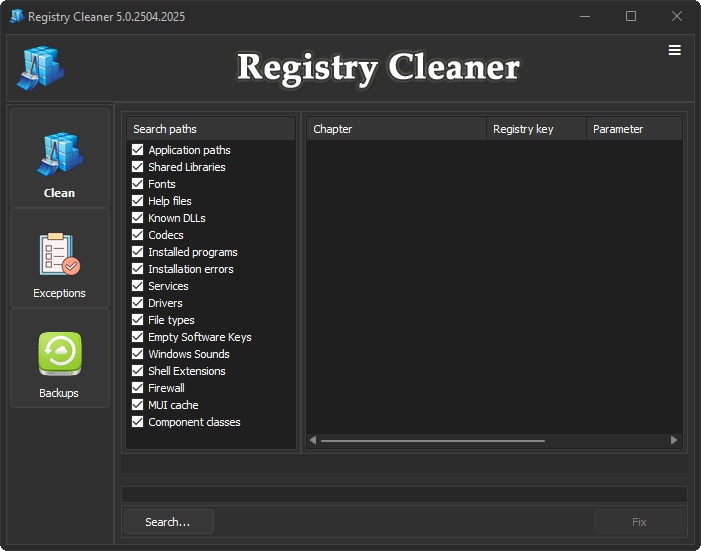 Registry Cleaner 5.0.2504.2025
Registry Cleaner
Clean
Exceptions
Backups
Search paths
Application paths
Shared Libraries
Fonts
Help files
Known DLLs
Codecs
Installed programs
Installation errors
Services
Drivers
File types
Empty Software Keys
Windows Sounds
Shell Extensions
Firewall
MUI cache
Component classes
Chapter Registry key Parameter
Search... Fix